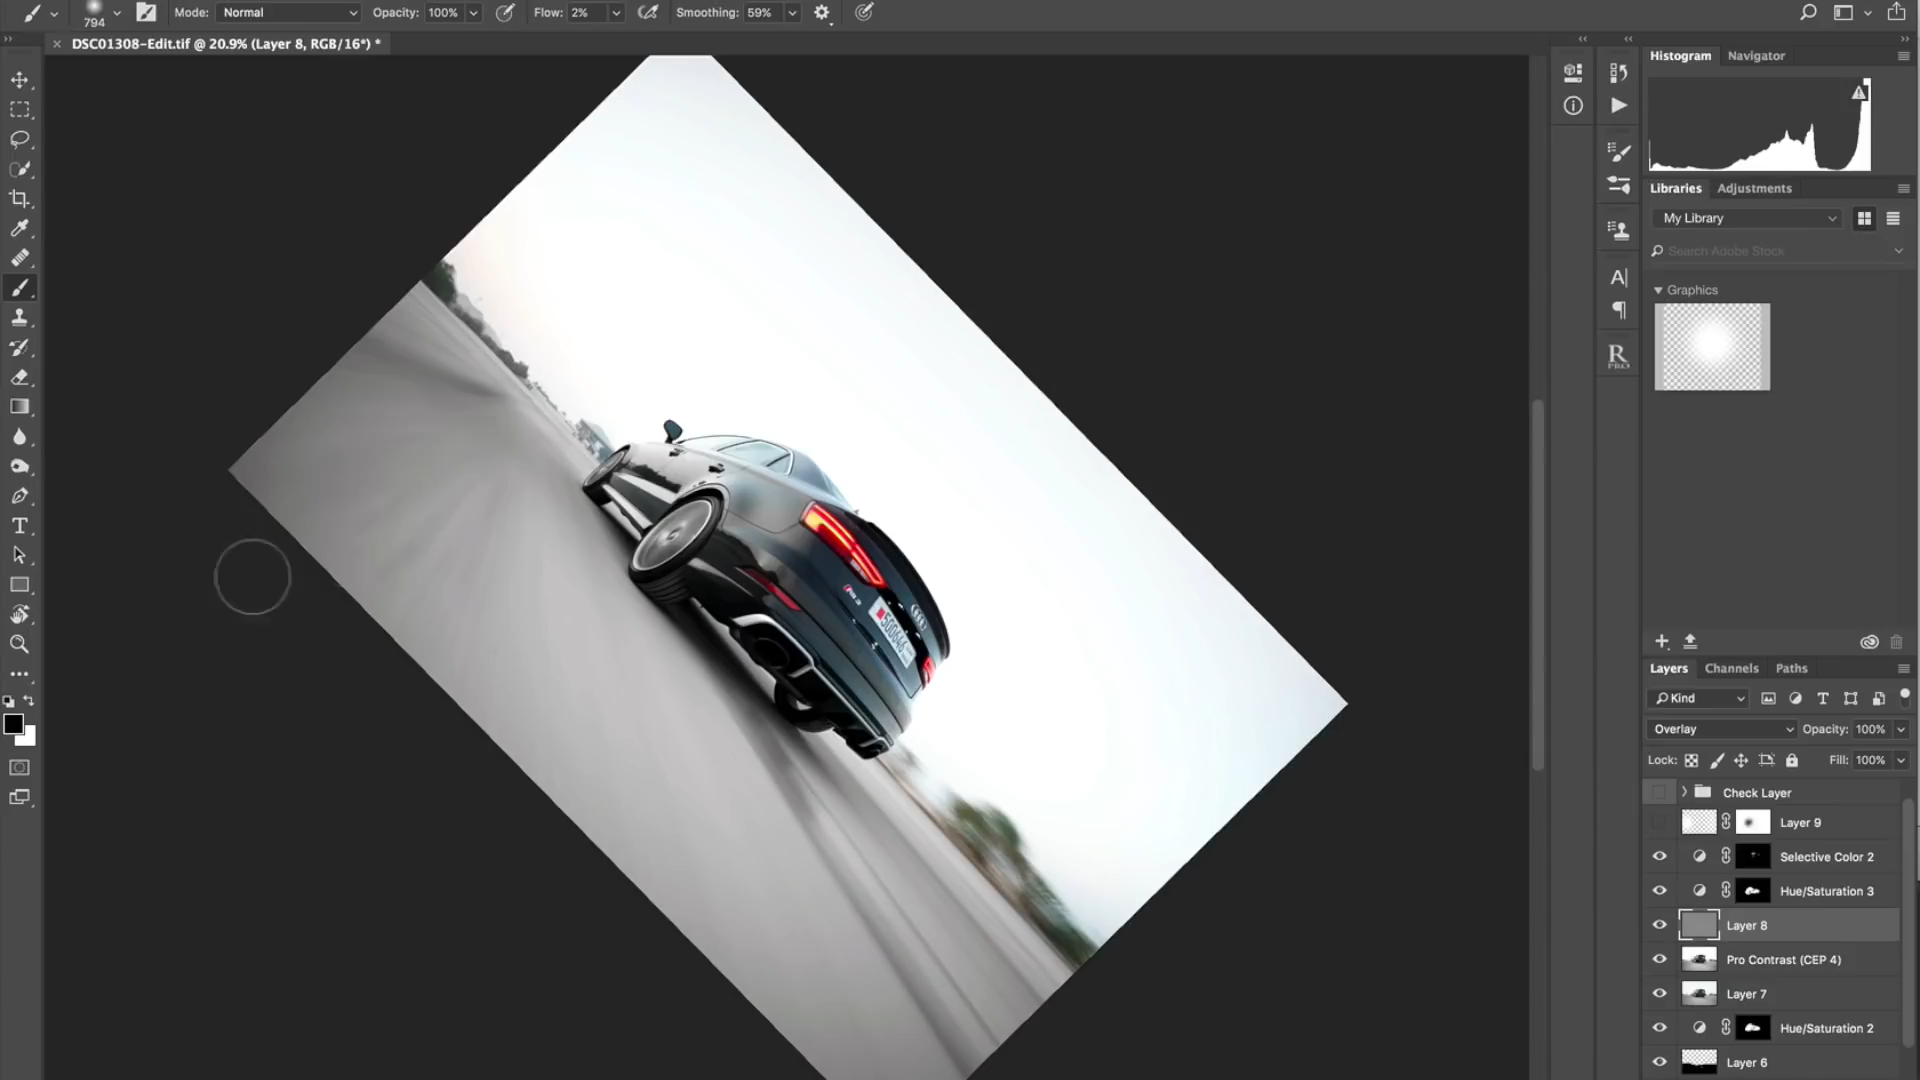 794
Mode: Normal Opacity: 100% Flow: 2% Smoothing: 59%
DSC01308-Edit.tif @ 20.9% (Layer 8, RGB/16*) *
Histogram Navigator
Libraries Adjustments
My Library
Search Adobe Stock
Graphics
A|
R
PRO
T
500646
Layers Channels Paths
Kind T
Overlay Opacity: 100%
Lock: Fill: 100%
Check Layer
Layer 9
Selective Color 2
Hue/Saturation 3
Layer 8
Pro Contrast (CEP 4)
Layer 7
Hue/Saturation 2
Layer 6